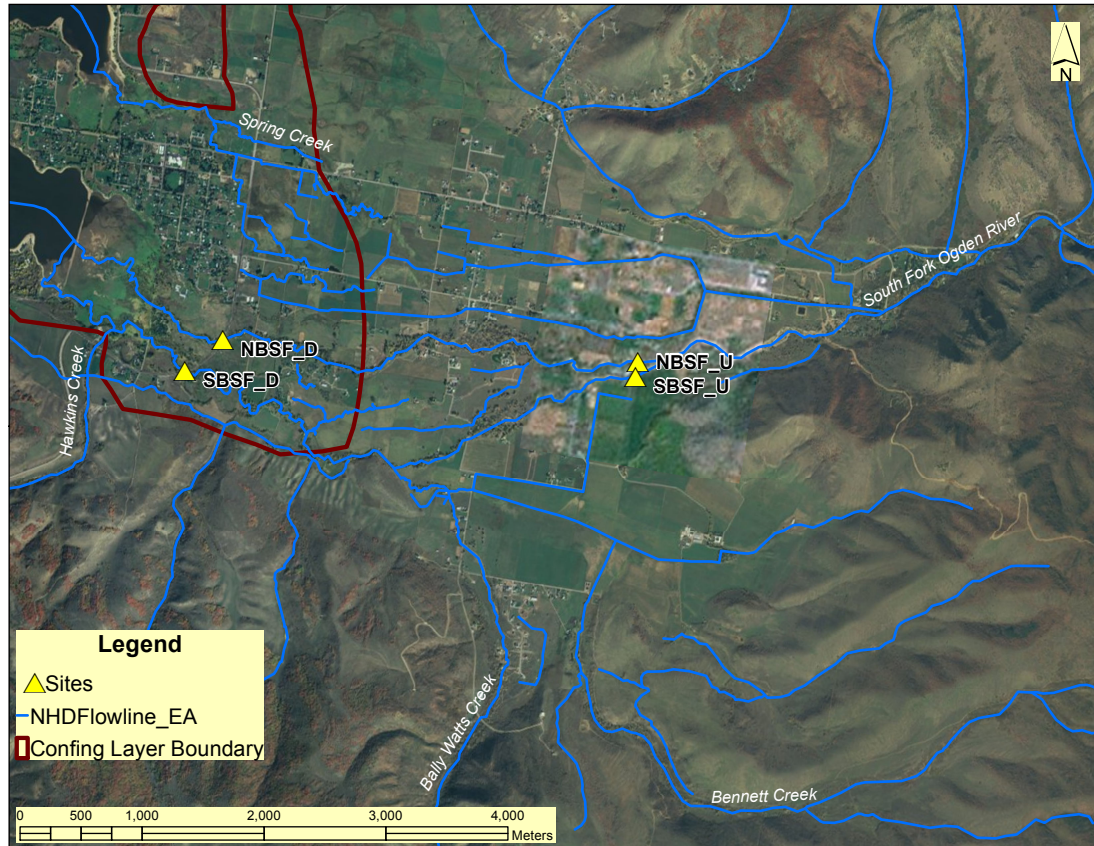 N
Spring Creek
South Fork Ogden River
NBSF_D
SBSF_D
NBSF_U
SBSF_U
Hawkins Creek
Bally Watts Creek
Bennett Creek
Legend
Sites
NHDFlowline_EA
Confing Layer Boundary
0 500 1,000 2,000 3,000 4,000
Meters